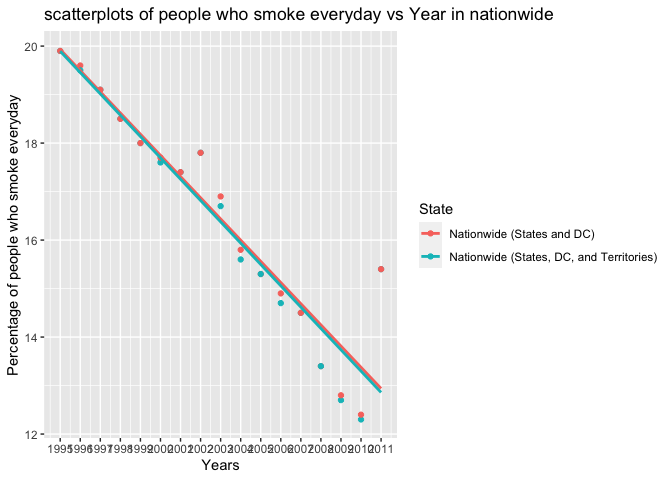 scatterplots of people who smoke everyday vs Year in nationwide
Percentage of people who smoke everyday
20
18
16
14
12
1995 1996 1997 1998 1999 2000 2001 2002 2003 2004 2005 2006 2007 2008 2009 2010 2011
Years
State
Nationwide (States and DC)
Nationwide (States, DC, and Territories)